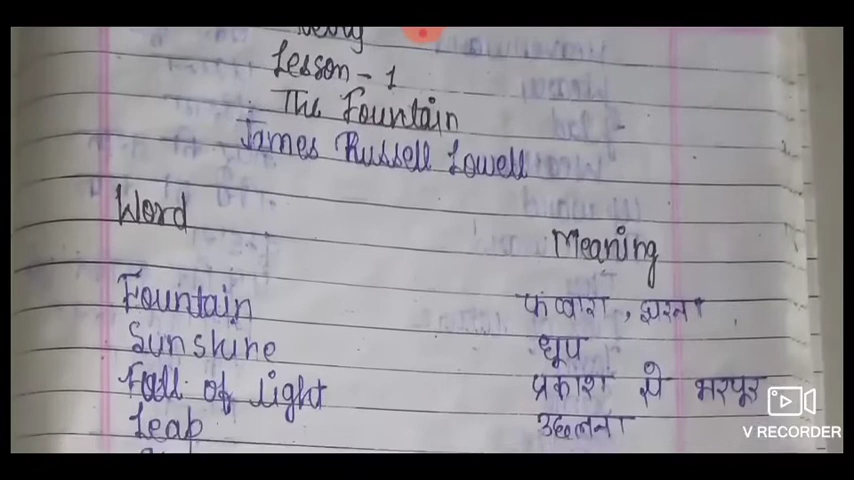 Lesson - 1
The Fountain
James Russell Lowell
Word
Meaning
Fountain फव्वारा, झरना
Sunshine धूप
Full of light प्रकाश से भरपूर
Leap उछलना
V RECORDER